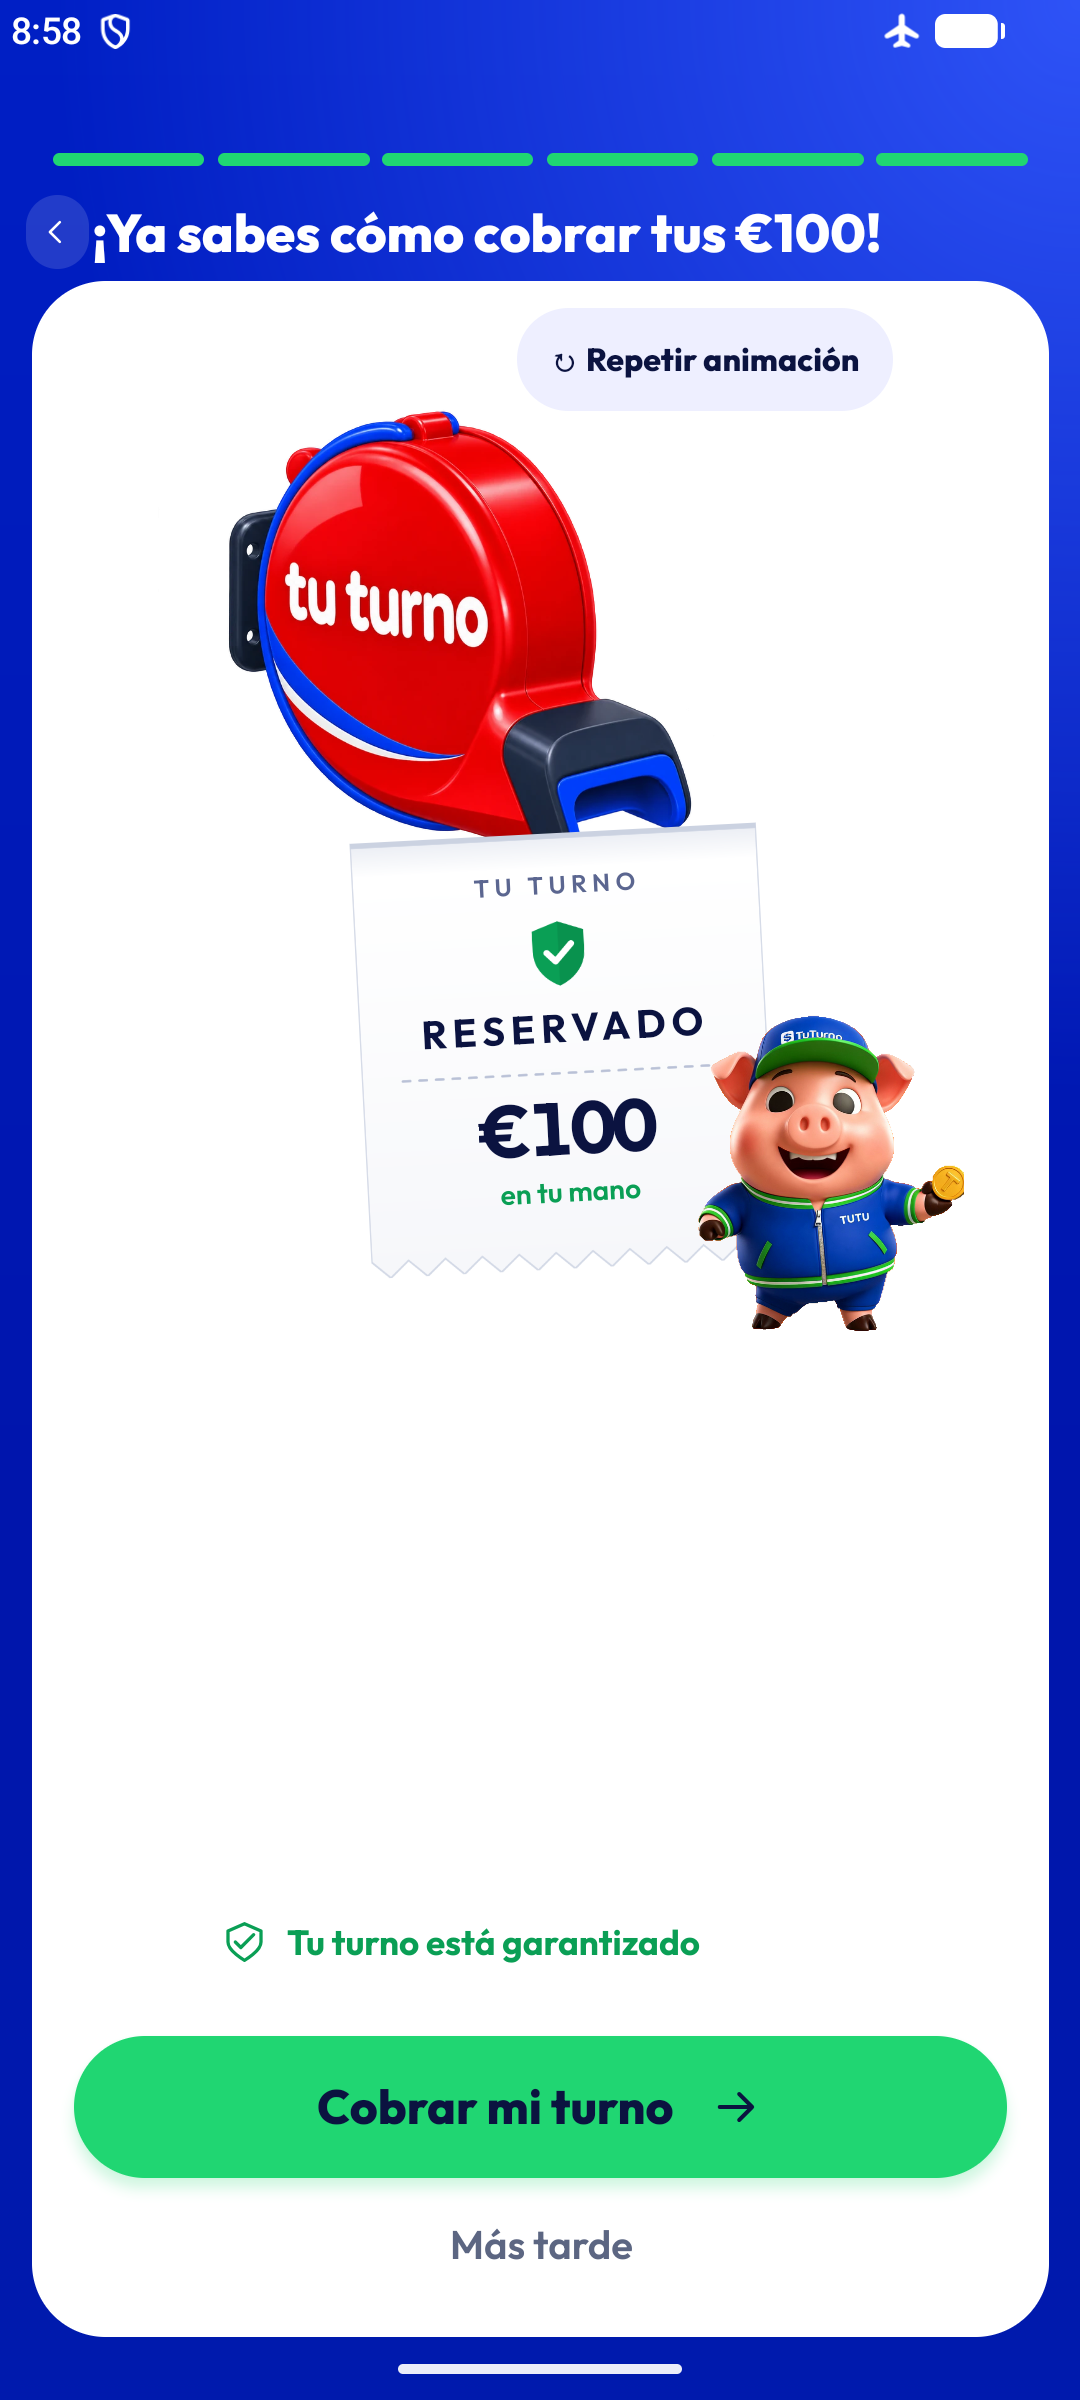 8:58
¡Ya sabes cómo cobrar tus €100!
↻ Repetir animación
tu turno
TU TURNO
RESERVADO
€100
en tu mano
TuTurno
TUTU
Tu turno está garantizado
Cobrar mi turno →
Más tarde